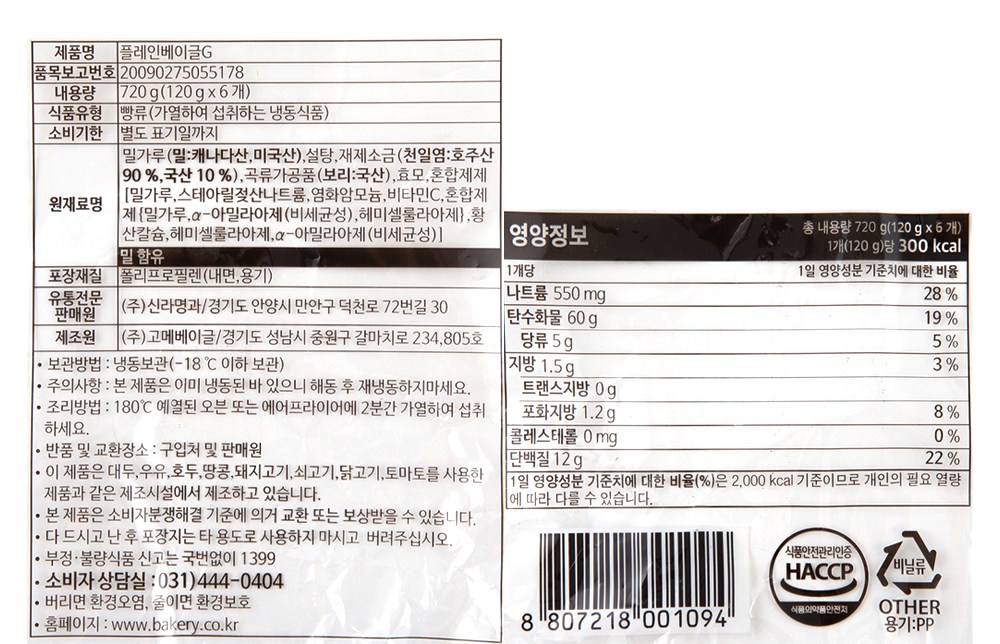 제품명 플레인베이글G
품목보고번호 20090275055178
내용량 720 g(120 g x 6 개)
식품유형 빵류(가열하여 섭취하는 냉동식품)
소비기한 별도 표기일까지
원재료명
밀가루(밀:캐나다산,미국산),설탕,재제소금(천일염:호주산
90 %,국산 10 %),곡류가공품(보리:국산),효모,혼합제제
[밀가루,스테아릴젖산나트륨,염화암모늄,비타민C,혼합제
제{밀가루,α-아밀라아제(비세균성),헤미셀룰라아제},황
산칼슘,헤미셀룰라아제,α-아밀라아제(비세균성)]
밀 함유
포장재질 폴리프로필렌(내면,용기)
유통전문
판매원
(주)신라명과/경기도 안양시 만안구 덕천로 72번길 30
제조원 (주)고메베이글/경기도 성남시 중원구 갈마치로 234,805호
• 보관방법 : 냉동보관(-18 ℃ 이하 보관)
• 주의사항 : 본 제품은 이미 냉동된 바 있으니 해동 후 재냉동하지마세요.
• 조리방법 : 180℃ 예열된 오븐 또는 에어프라이어에 2분간 가열하여 섭취
하세요.
• 반품 및 교환장소 : 구입처 및 판매원
• 이 제품은 대두,우유,호두,땅콩,돼지고기,쇠고기,닭고기,토마토를 사용한
제품과 같은 제조시설에서 제조하고 있습니다.
• 본 제품은 소비자분쟁해결 기준에 의거 교환 또는 보상받을 수 있습니다.
• 다 드시고 난 후 포장지는 타 용도로 사용하지 마시고 버려주십시오.
• 부정·불량식품 신고는 국번없이 1399
• 소비자 상담실 : 031)444-0404
• 버리면 환경오염, 줄이면 환경보호
• 홈페이지 : www.bakery.co.kr
영양정보
총 내용량 720 g(120 g x 6 개)
1개(120 g)당 300 kcal
1개당 1일 영양성분 기준치에 대한 비율
나트륨 550 mg 28 %
탄수화물 60 g 19 %
당류 5 g 5 %
지방 1.5 g 3 %
트랜스지방 0 g
포화지방 1.2 g 8 %
콜레스테롤 0 mg 0 %
단백질 12 g 22 %
1일 영양성분 기준치에 대한 비율(%)은 2,000 kcal 기준이므로 개인의 필요 열량
에 따라 다를 수 있습니다.
8 807218 001094
식품안전관리인증
HACCP
식품의약품안전처
비닐류
OTHER
용기:PP